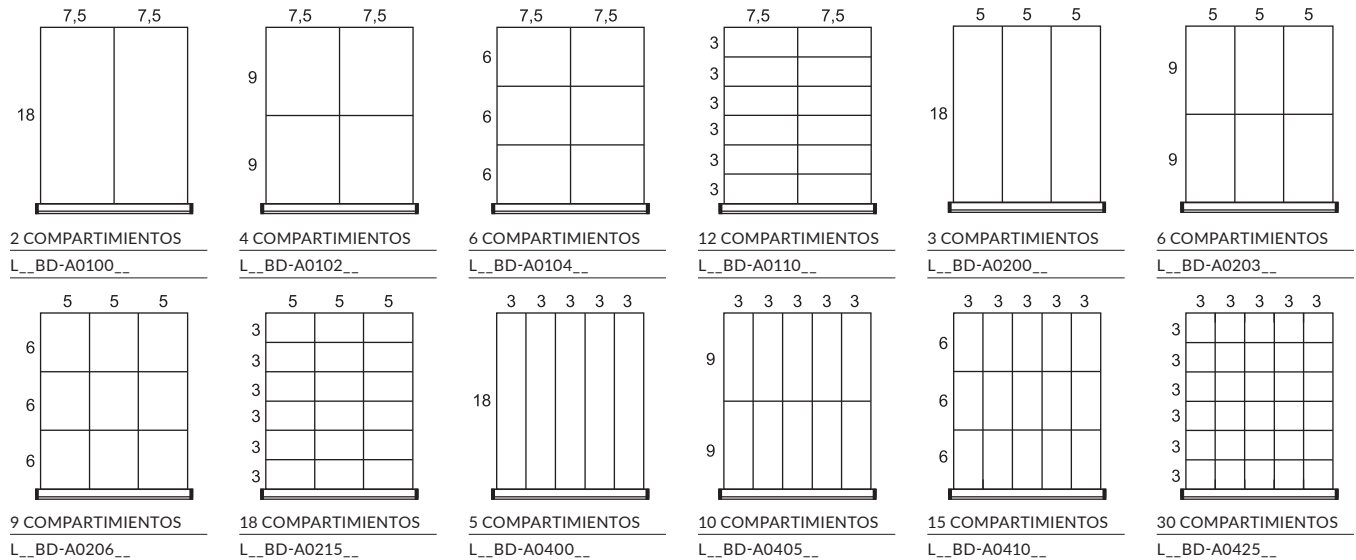 7,5 7,5
18
2 COMPARTIMIENTOS
L__BD-A0100__
7,5 7,5
9
9
4 COMPARTIMIENTOS
L__BD-A0102__
7,5 7,5
6
6
6
6 COMPARTIMIENTOS
L__BD-A0104__
7,5 7,5
3
3
3
3
3
3
12 COMPARTIMIENTOS
L__BD-A0110__
5 5 5
18
3 COMPARTIMIENTOS
L__BD-A0200__
5 5 5
9
9
6 COMPARTIMIENTOS
L__BD-A0203__
5 5 5
6
6
6
9 COMPARTIMIENTOS
L__BD-A0206__
5 5 5
3
3
3
3
3
3
18 COMPARTIMIENTOS
L__BD-A0215__
3 3 3 3 3
18
5 COMPARTIMIENTOS
L__BD-A0400__
3 3 3 3 3
9
9
10 COMPARTIMIENTOS
L__BD-A0405__
3 3 3 3 3
6
6
6
15 COMPARTIMIENTOS
L__BD-A0410__
3 3 3 3 3
3
3
3
3
3
3
30 COMPARTIMIENTOS
L__BD-A0425__